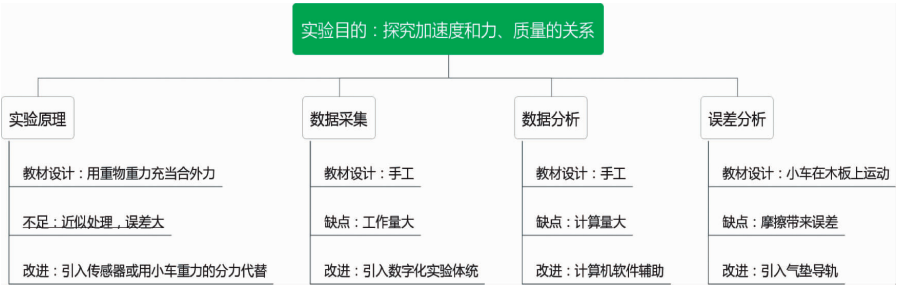 实验目的：探究加速度和力、质量的关系
实验原理
教材设计：用重物重力充当合外力
不足：近似处理，误差大
改进：引入传感器或用小车重力的分力代替
数据采集
教材设计：手工
缺点：工作量大
改进：引入数字化实验体统
数据分析
教材设计：手工
缺点：计算量大
改进：计算机软件辅助
误差分析
教材设计：小车在木板上运动
缺点：摩擦带来误差
改进：引入气垫导轨